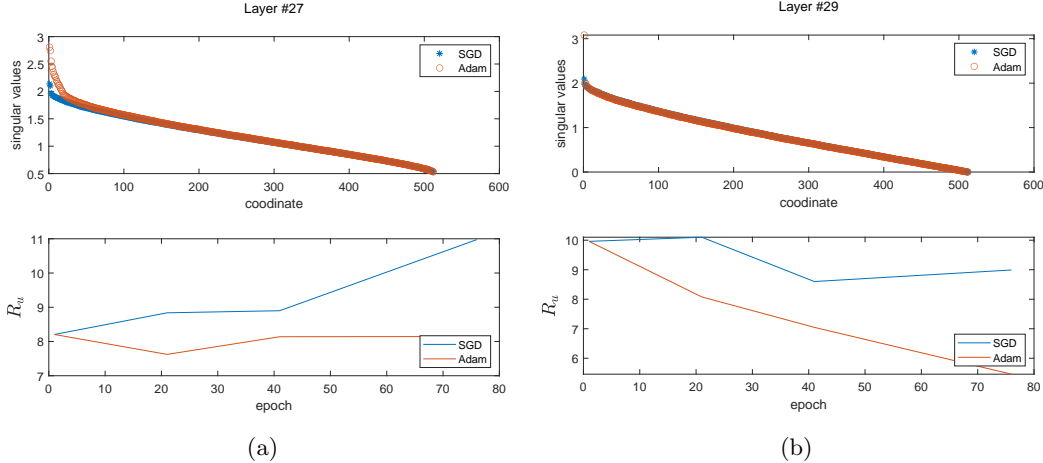 Layer #27
3
2.5
2
1.5
1
0.5
singular values
SGD
Adam
0 100 200 300 400 500 600
coodinate
11
10
9
8
7
R_u
SGD
Adam
0 10 20 30 40 50 60 70 80
epoch
(a)
Layer #29
3
2
1
0
singular values
SGD
Adam
0 100 200 300 400 500 600
coodinate
10
9
8
7
6
R_u
SGD
Adam
0 10 20 30 40 50 60 70 80
epoch
(b)